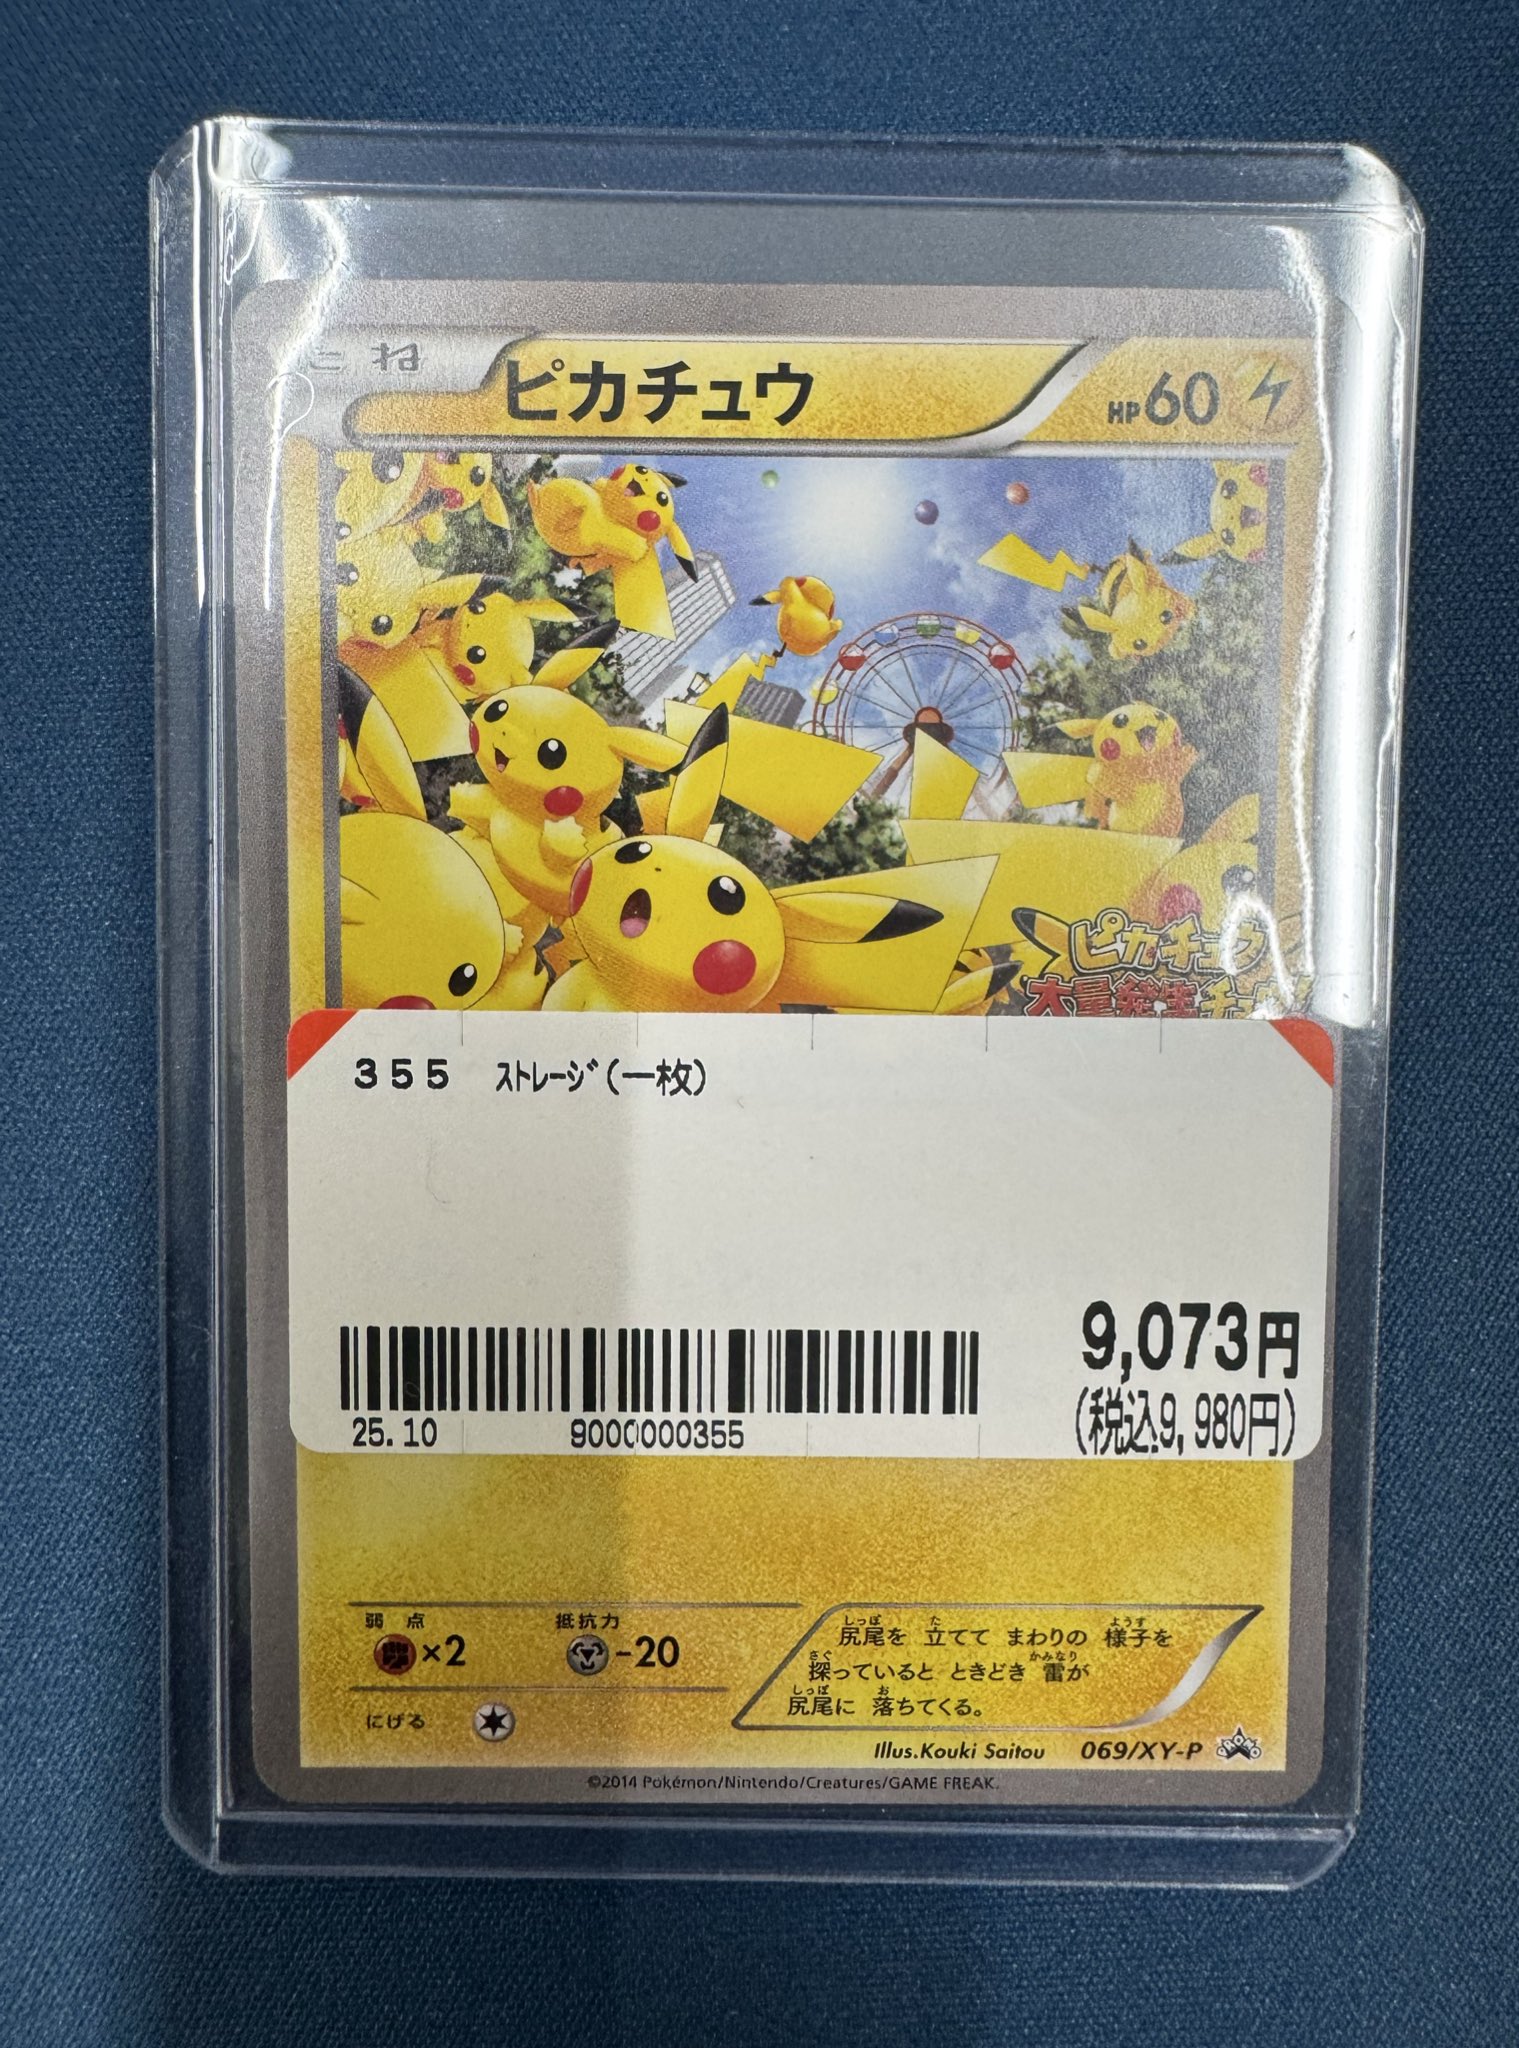 たね ピカチュウ HP60
ピカチュウ
大量発生チュウ
355 ｽﾄﾚｰｼﾞ(一枚)
9,073円
(税込9,980円)
25.10 9000000355
弱点 抵抗力
×2 -20
にげる
尻尾を 立てて まわりの 様子を
探っていると ときどき 雷が
尻尾に 落ちてくる。
Illus.Kouki Saitou 069/XY-P PROMO
©2014 Pokémon/Nintendo/Creatures/GAME FREAK.